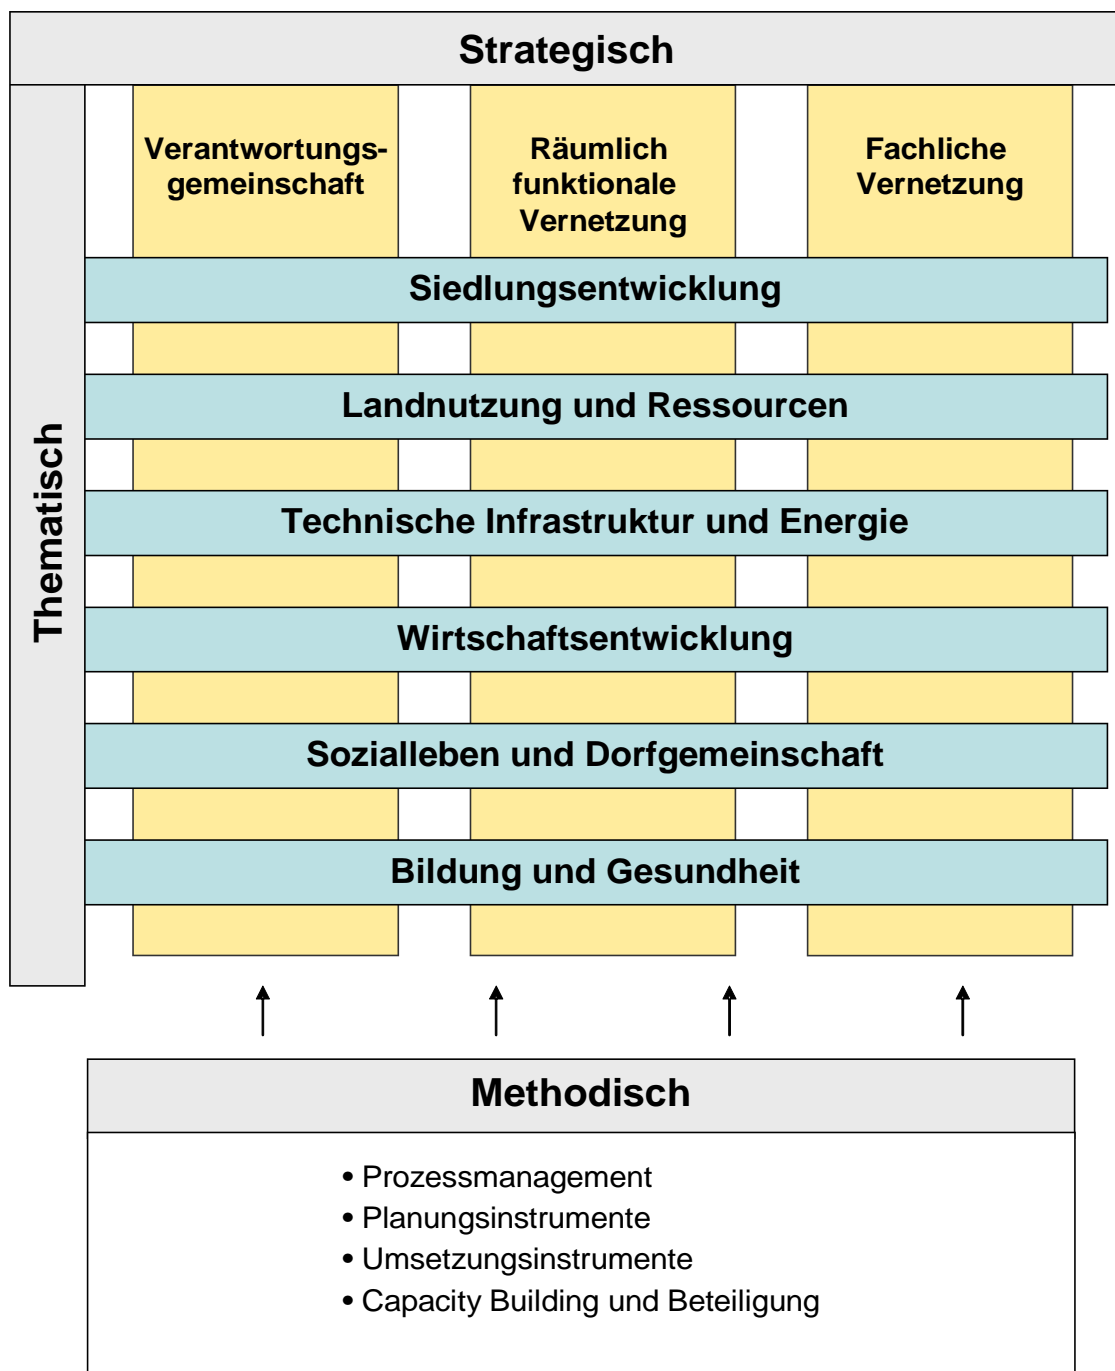 Strategisch
Thematisch
Verantwortungs-
gemeinschaft
Räumlich
funktionale
Vernetzung
Fachliche
Vernetzung
Siedlungsentwicklung
Landnutzung und Ressourcen
Technische Infrastruktur und Energie
Wirtschaftsentwicklung
Sozialleben und Dorfgemeinschaft
Bildung und Gesundheit
Methodisch
• Prozessmanagement
• Planungsinstrumente
• Umsetzungsinstrumente
• Capacity Building und Beteiligung